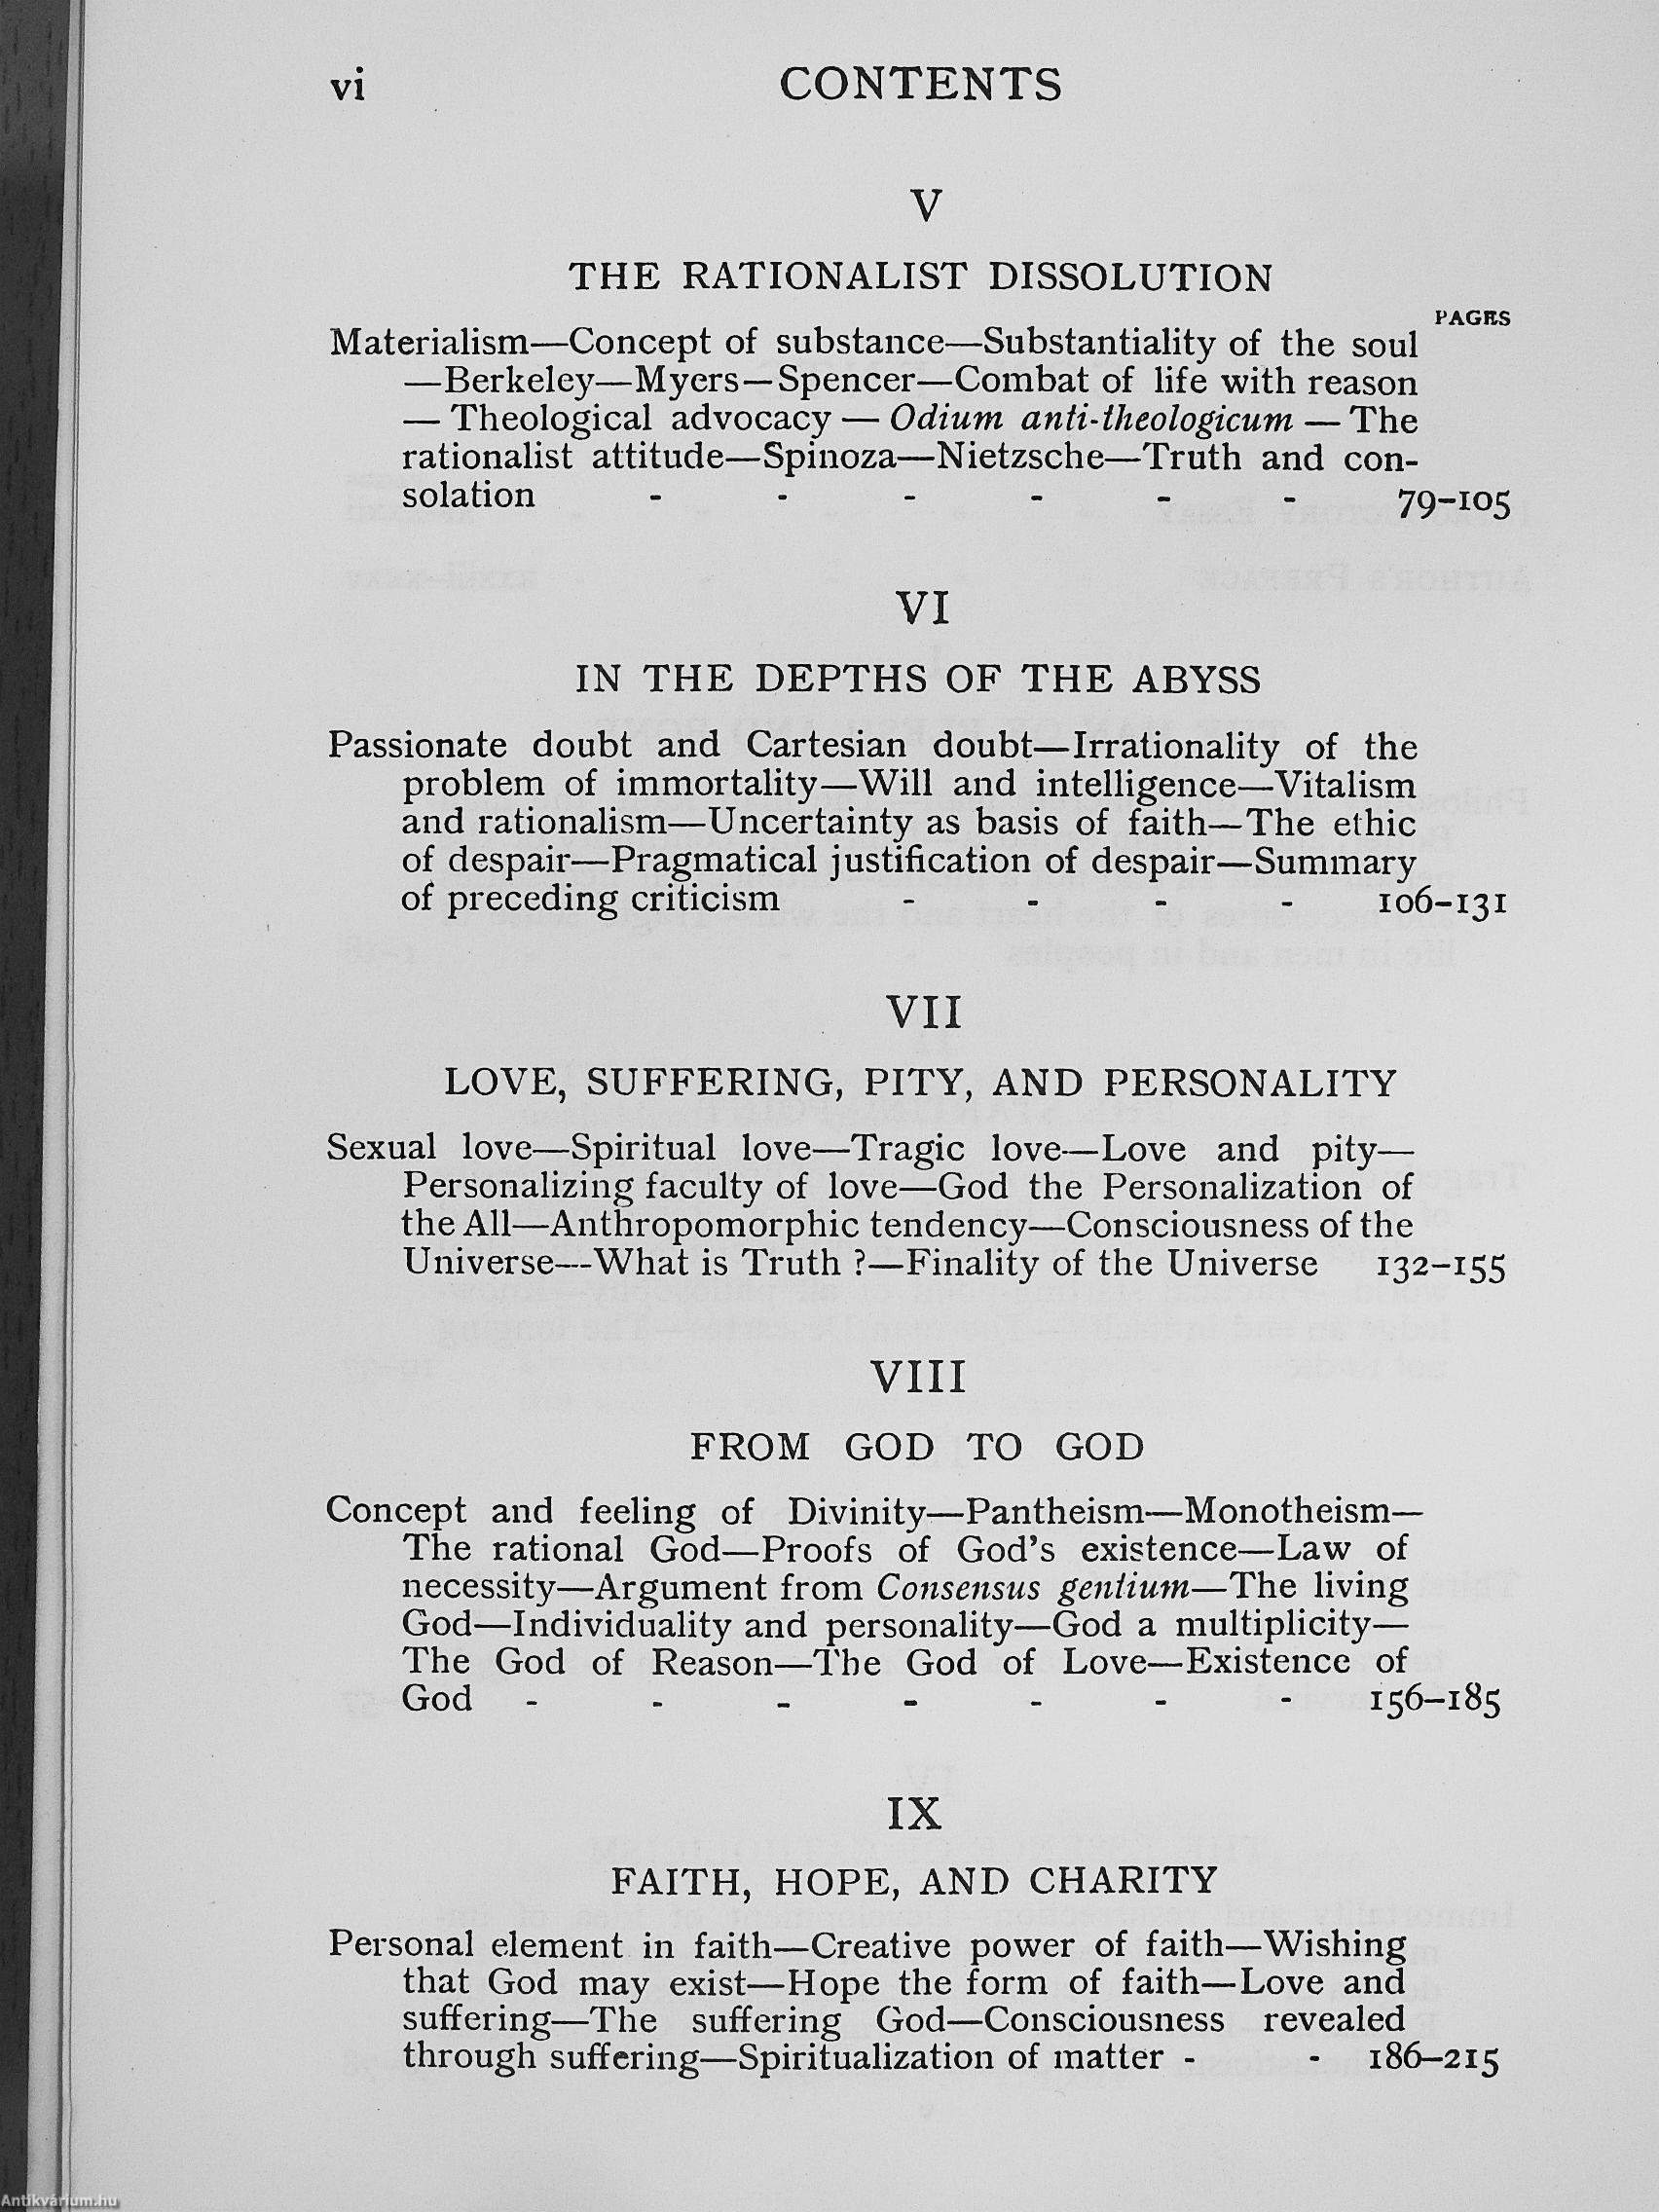 vi
CONTENTS
V
THE RATIONALIST DISSOLUTION
PAGES
Materialism—Concept of substance—Substantiality of the soul
—Berkeley—Myers—Spencer—Combat of life with reason
— Theological advocacy — Odium anti-theologicum — The
rationalist attitude—Spinoza—Nietzsche—Truth and con-
solation - - - - - - 79-105
VI
IN THE DEPTHS OF THE ABYSS
Passionate doubt and Cartesian doubt—Irrationality of the
problem of immortality—Will and intelligence—Vitalism
and rationalism—Uncertainty as basis of faith—The ethic
of despair—Pragmatical justification of despair—Summary
of preceding criticism - - - - 106-131
VII
LOVE, SUFFERING, PITY, AND PERSONALITY
Sexual love—Spiritual love—Tragic love—Love and pity—
Personalizing faculty of love—God the Personalization of
the All—Anthropomorphic tendency—Consciousness of the
Universe—What is Truth ?—Finality of the Universe 132-155
VIII
FROM GOD TO GOD
Concept and feeling of Divinity—Pantheism—Monotheism—
The rational God—Proofs of God's existence—Law of
necessity—Argument from Consensus gentium—The living
God—Individuality and personality—God a multiplicity—
The God of Reason—The God of Love—Existence of
God - - - - - - - 156-185
IX
FAITH, HOPE, AND CHARITY
Personal element in faith—Creative power of faith—Wishing
that God may exist—Hope the form of faith—Love and
suffering—The suffering God—Consciousness revealed
through suffering—Spiritualization of matter - - 186-215
Antikvárium.hu